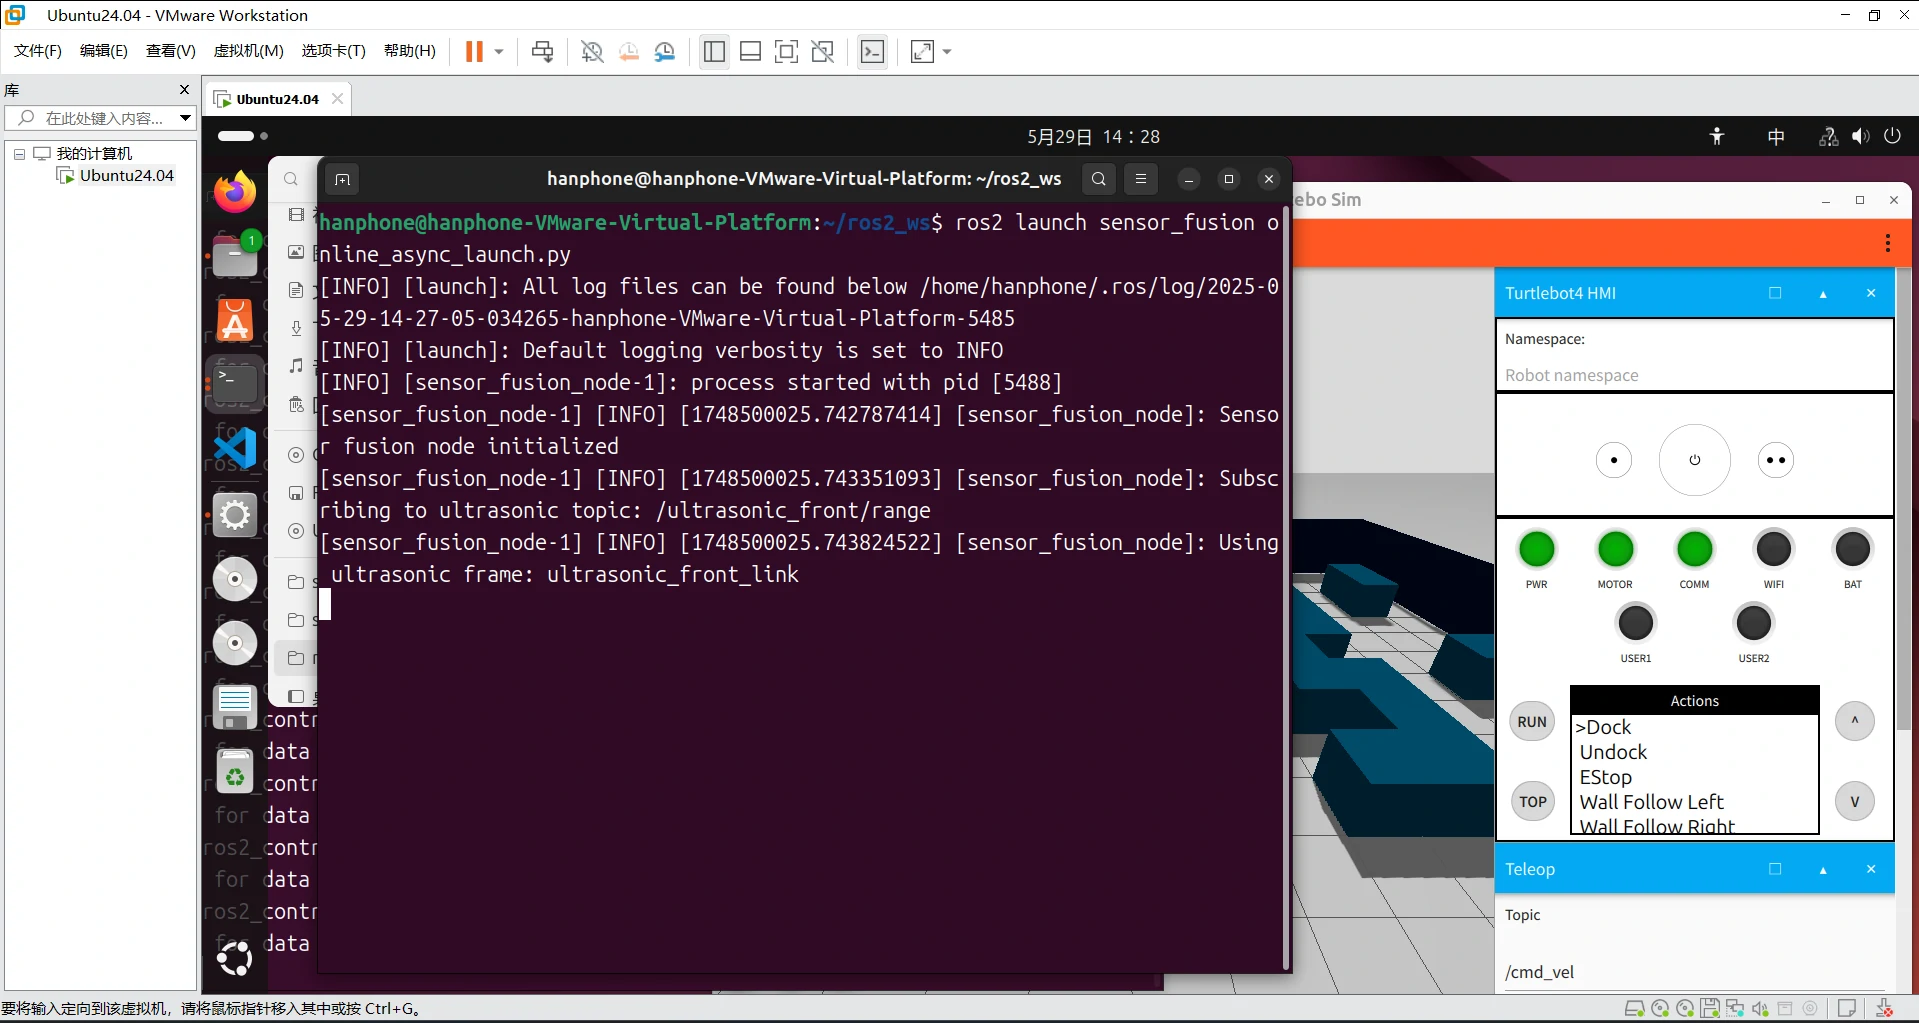 Ubuntu24.04 - VMware Workstation
文件(F) 编辑(E) 查看(V) 虚拟机(M) 选项卡(T) 帮助(H)
库
在此处键入内容...
我的计算机
Ubuntu24.04
Ubuntu24.04
5月29日 14：28
中
1
hanphone@hanphone-VMware-Virtual-Platform: ~/ros2_ws
hanphone@hanphone-VMware-Virtual-Platform:~/ros2_ws$ ros2 launch sensor_fusion o
nline_async_launch.py
[INFO] [launch]: All log files can be found below /home/hanphone/.ros/log/2025-0
5-29-14-27-05-034265-hanphone-VMware-Virtual-Platform-5485
[INFO] [launch]: Default logging verbosity is set to INFO
[INFO] [sensor_fusion_node-1]: process started with pid [5488]
[sensor_fusion_node-1] [INFO] [1748500025.742787414] [sensor_fusion_node]: Senso
r fusion node initialized
[sensor_fusion_node-1] [INFO] [1748500025.743351093] [sensor_fusion_node]: Subsc
ribing to ultrasonic topic: /ultrasonic_front/range
[sensor_fusion_node-1] [INFO] [1748500025.743824522] [sensor_fusion_node]: Using
 ultrasonic frame: ultrasonic_front_link
contr
data
contr
for data
ros2_contr
for data
ros2_contr
for data
ebo Sim
Turtlebot4 HMI
Namespace:
Robot namespace
PWR MOTOR COMM WIFI BAT
USER1 USER2
Actions
RUN
>Dock
Undock
EStop
Wall Follow Left
Wall Follow Right
^
TOP
V
Teleop
Topic
/cmd_vel
要将输入定向到该虚拟机，请将鼠标指针移入其中或按 Ctrl+G。